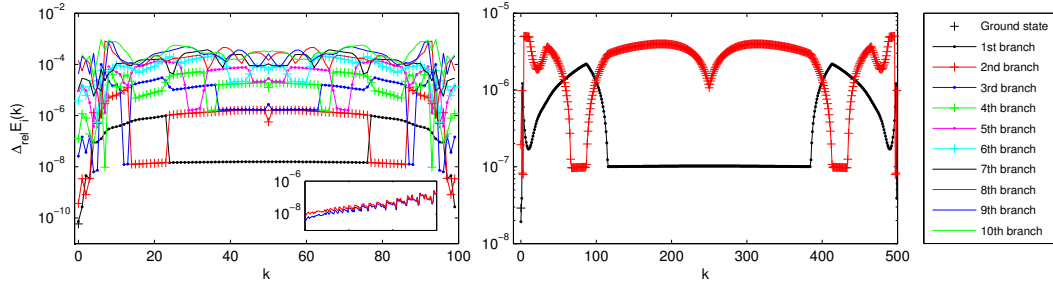 10⁻²
10⁻⁴
10⁻⁶
10⁻⁸
10⁻¹⁰
Δ_relE_i(k)
10⁻⁶
10⁻⁸
0 20 40 60 80 100
k
10⁻⁵
10⁻⁶
10⁻⁷
10⁻⁸
0 100 200 300 400 500
k
Ground state
1st branch
2nd branch
3rd branch
4th branch
5th branch
6th branch
7th branch
8th branch
9th branch
10th branch